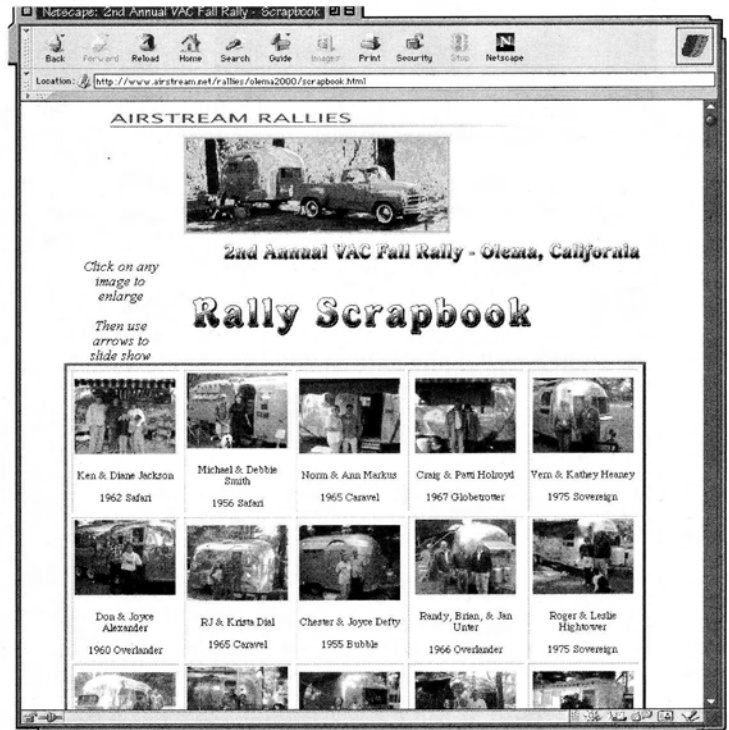 Netscape: 2nd Annual VAC Fall Rally - Scrapbook
Back Forward Reload Home Search Guide Images Print Security Stop Netscape
Location: http://www.airstream.net/rallies/olema2000/scrapbook.html
AIRSTREAM RALLIES
2nd Annual VAC Fall Rally - Olema, California
Click on any
image to
enlarge
Then use
arrows to
slide show
Rally Scrapbook
Ken & Diane Jackson
1962 Safari
Michael & Debbie
Smith
1956 Safari
Norm & Ann Markus
1965 Caravel
Craig & Patti Holroyd
1967 Globetrotter
Vern & Kathey Heaney
1975 Sovereign
Don & Joyce
Alexander
1960 Overlander
RJ & Krista Dial
1965 Caravel
Chester & Joyce Defty
1955 Bubble
Randy, Brian, & Jan
Unter
1966 Overlander
Roger & Leslie
Hightower
1975 Sovereign